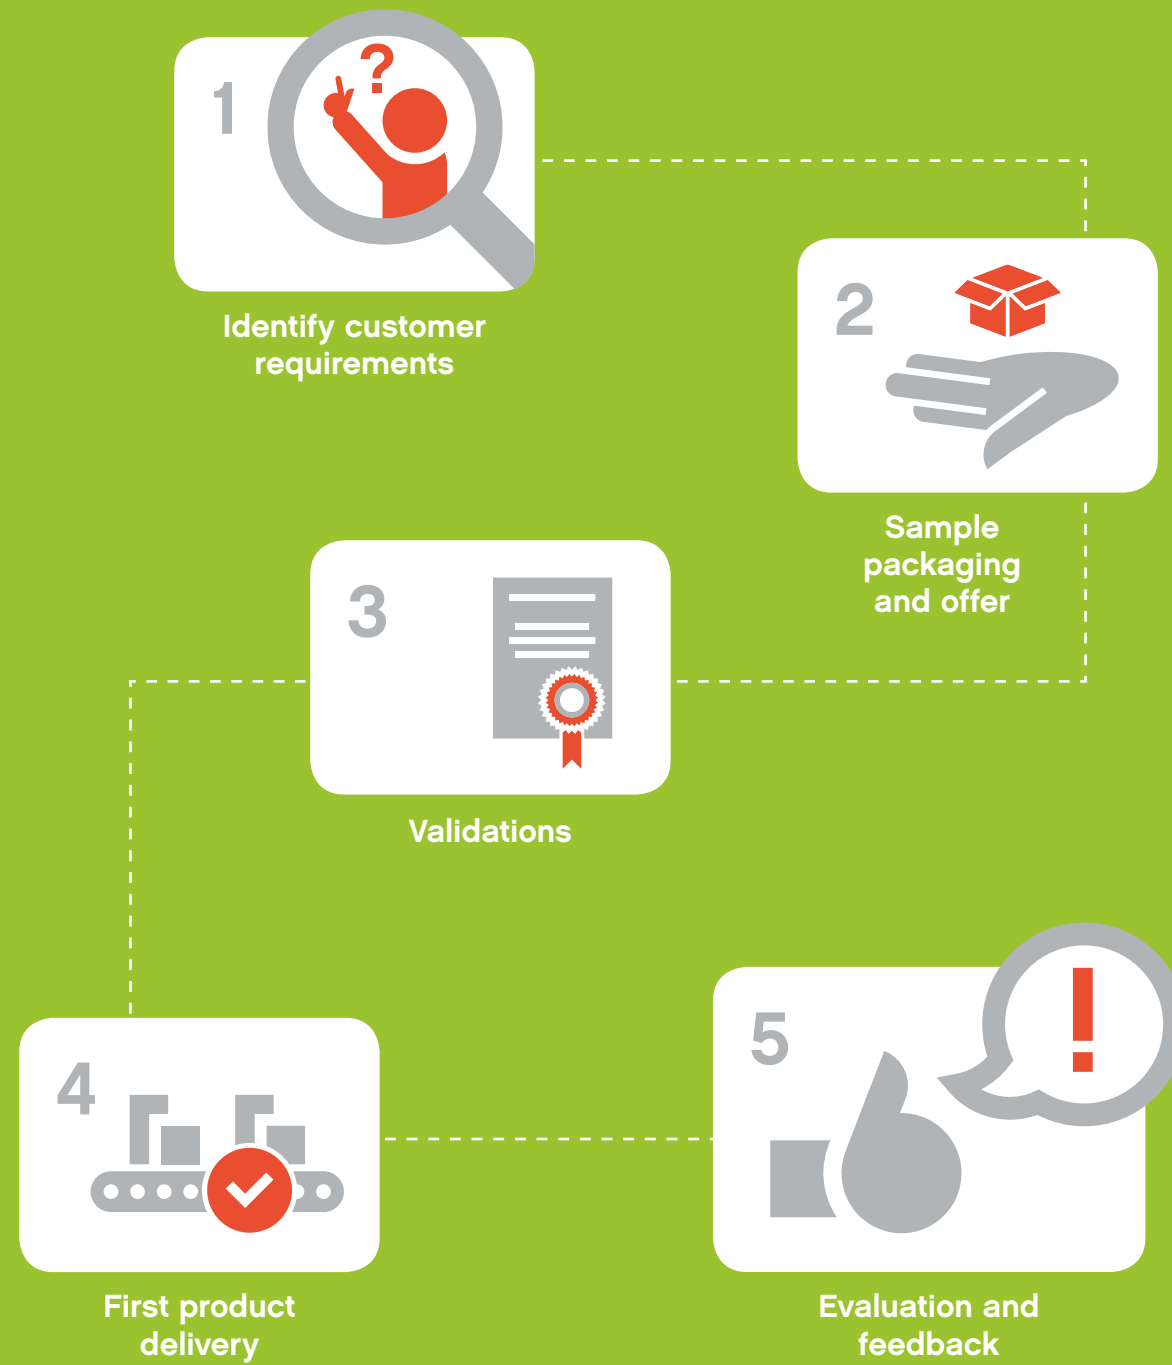 1
?
Identify customer
requirements
2
Sample
packaging
and offer
3
Validations
4
First product
delivery
5
!
Evaluation and
feedback